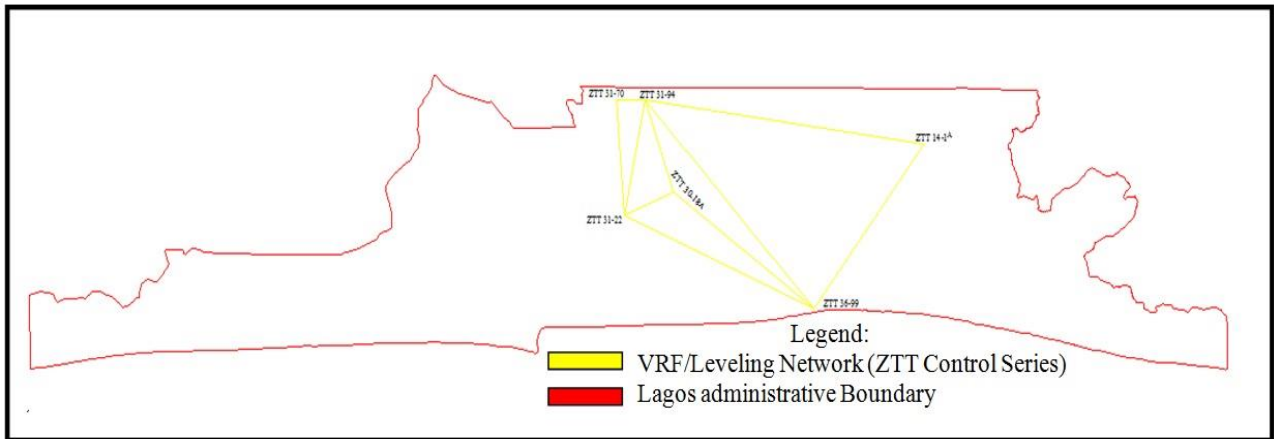 ZTT 31-70
ZTT 31-94
ZTT 14-1A
ZTT 30-18A
ZTT 31-22
ZTT 36-99
Legend:
VRF/Leveling Network (ZTT Control Series)
Lagos administrative Boundary